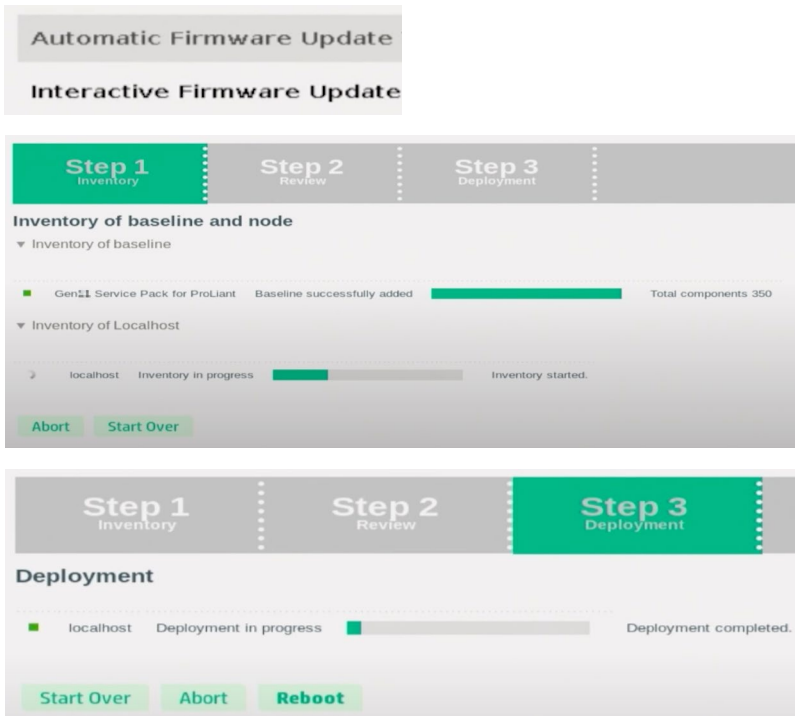 Automatic Firmware Update
Interactive Firmware Update
Step 1 Step 2 Step 3
Inventory Review Deployment
Inventory of baseline and node
Inventory of baseline
Gen11 Service Pack for ProLiant Baseline successfully added Total components 350
Inventory of Localhost
localhost Inventory in progress Inventory started.
Abort Start Over
Step 1 Step 2 Step 3
Inventory Review Deployment
Deployment
localhost Deployment in progress Deployment completed.
Start Over Abort Reboot